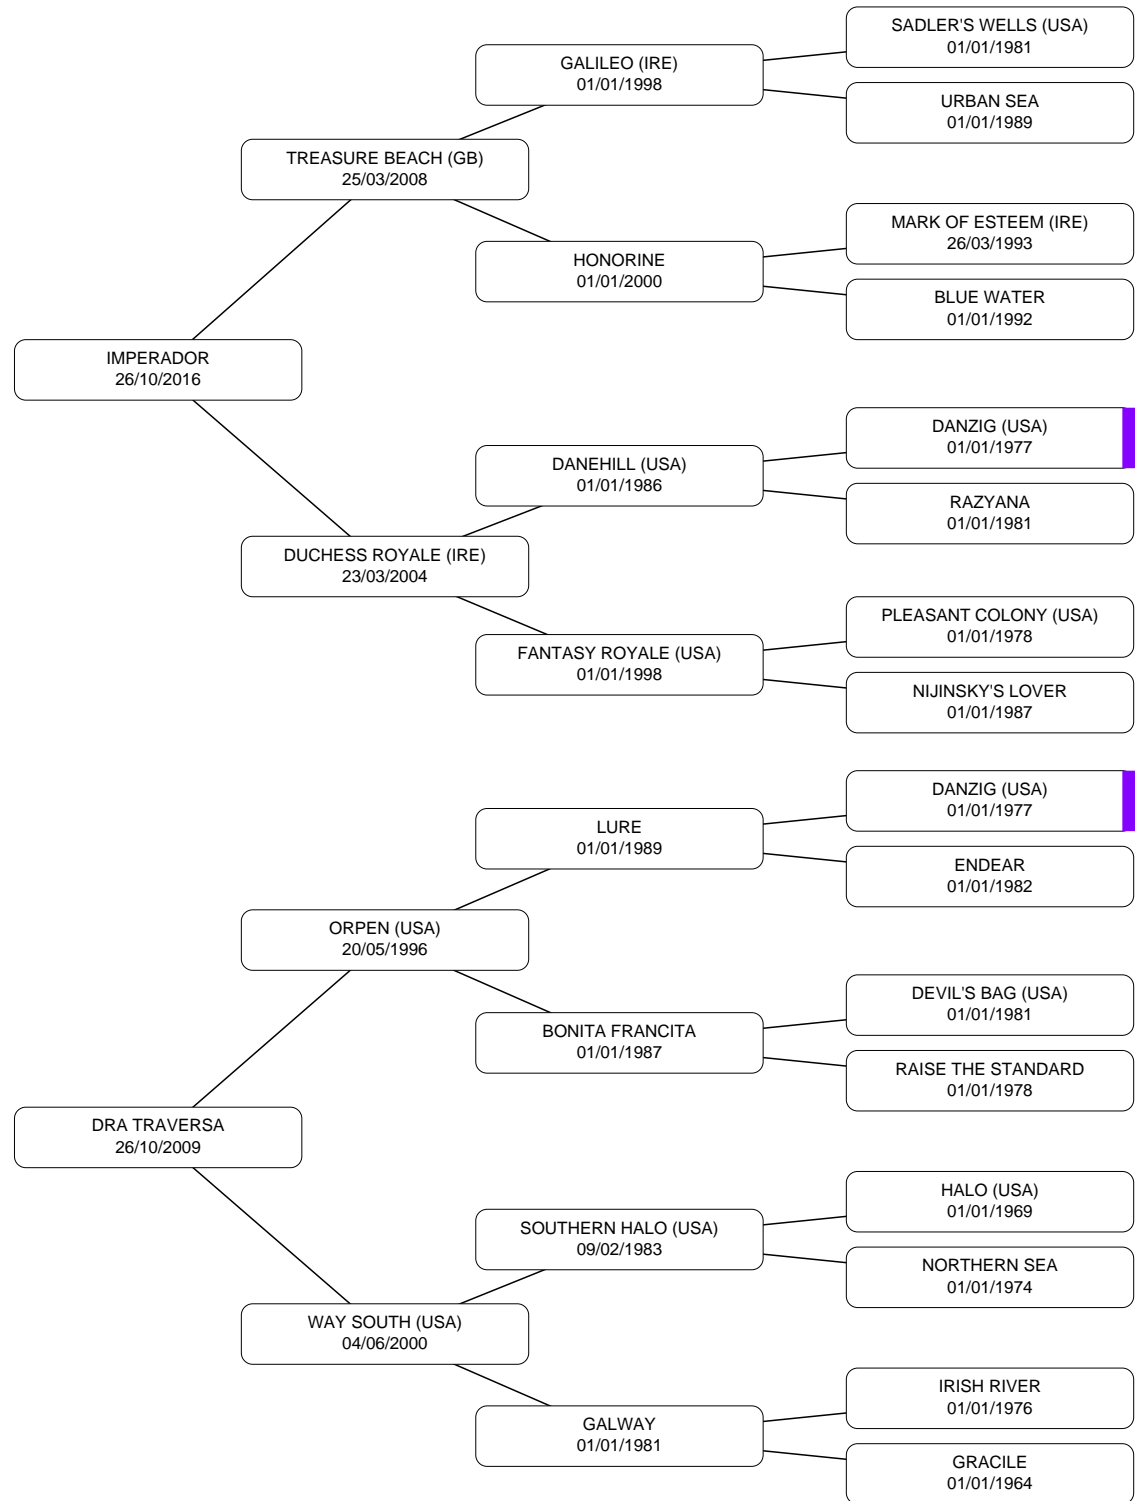 SADLER'S WELLS (USA)
01/01/1981
GALILEO (IRE)
01/01/1998
URBAN SEA
01/01/1989
TREASURE BEACH (GB)
25/03/2008
MARK OF ESTEEM (IRE)
26/03/1993
HONORINE
01/01/2000
BLUE WATER
01/01/1992
IMPERADOR
26/10/2016
DANZIG (USA)
01/01/1977
DANEHILL (USA)
01/01/1986
RAZYANA
01/01/1981
DUCHESS ROYALE (IRE)
23/03/2004
PLEASANT COLONY (USA)
01/01/1978
FANTASY ROYALE (USA)
01/01/1998
NIJINSKY'S LOVER
01/01/1987
DANZIG (USA)
01/01/1977
LURE
01/01/1989
ENDEAR
01/01/1982
ORPEN (USA)
20/05/1996
DEVIL'S BAG (USA)
01/01/1981
BONITA FRANCITA
01/01/1987
RAISE THE STANDARD
01/01/1978
DRA TRAVERSA
26/10/2009
HALO (USA)
01/01/1969
SOUTHERN HALO (USA)
09/02/1983
NORTHERN SEA
01/01/1974
WAY SOUTH (USA)
04/06/2000
IRISH RIVER
01/01/1976
GALWAY
01/01/1981
GRACILE
01/01/1964